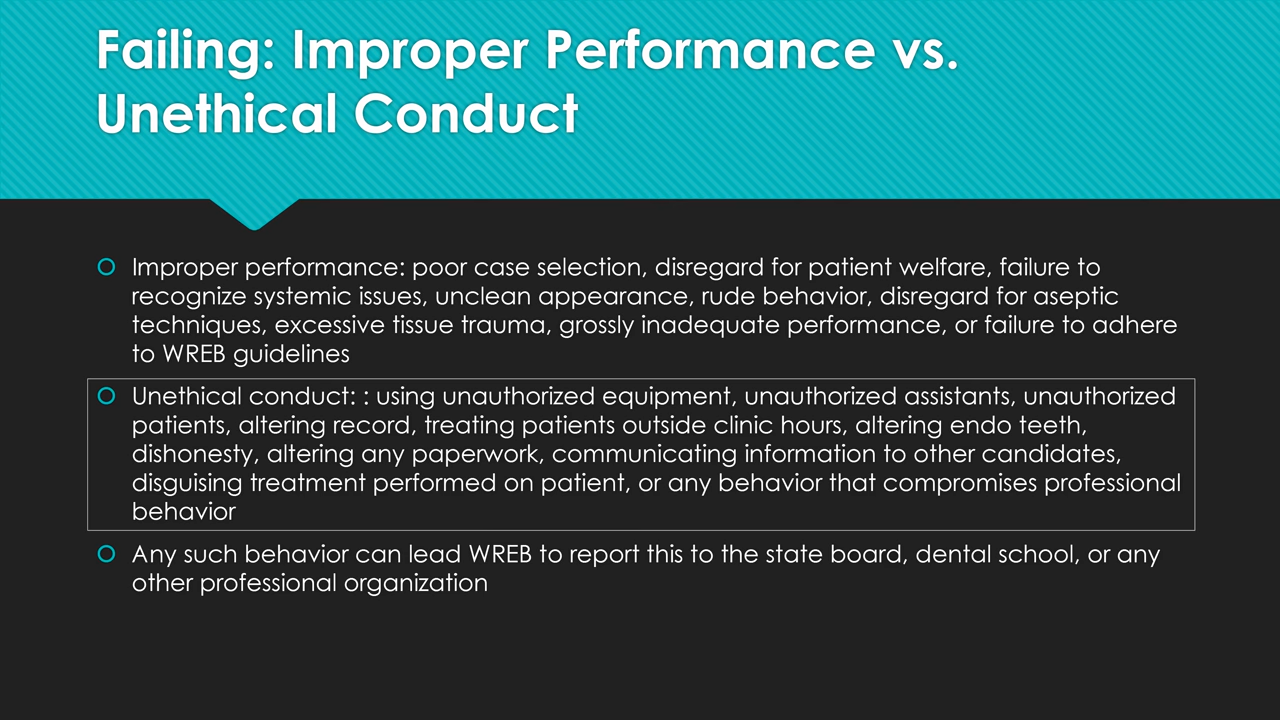 Failing: Improper Performance vs.
Unethical Conduct
Improper performance: poor case selection, disregard for patient welfare, failure to
recognize systemic issues, unclean appearance, rude behavior, disregard for aseptic
techniques, excessive tissue trauma, grossly inadequate performance, or failure to adhere
to WREB guidelines
Unethical conduct: : using unauthorized equipment, unauthorized assistants, unauthorized
patients, altering record, treating patients outside clinic hours, altering endo teeth,
dishonesty, altering any paperwork, communicating information to other candidates,
disguising treatment performed on patient, or any behavior that compromises professional
behavior
Any such behavior can lead WREB to report this to the state board, dental school, or any
other professional organization